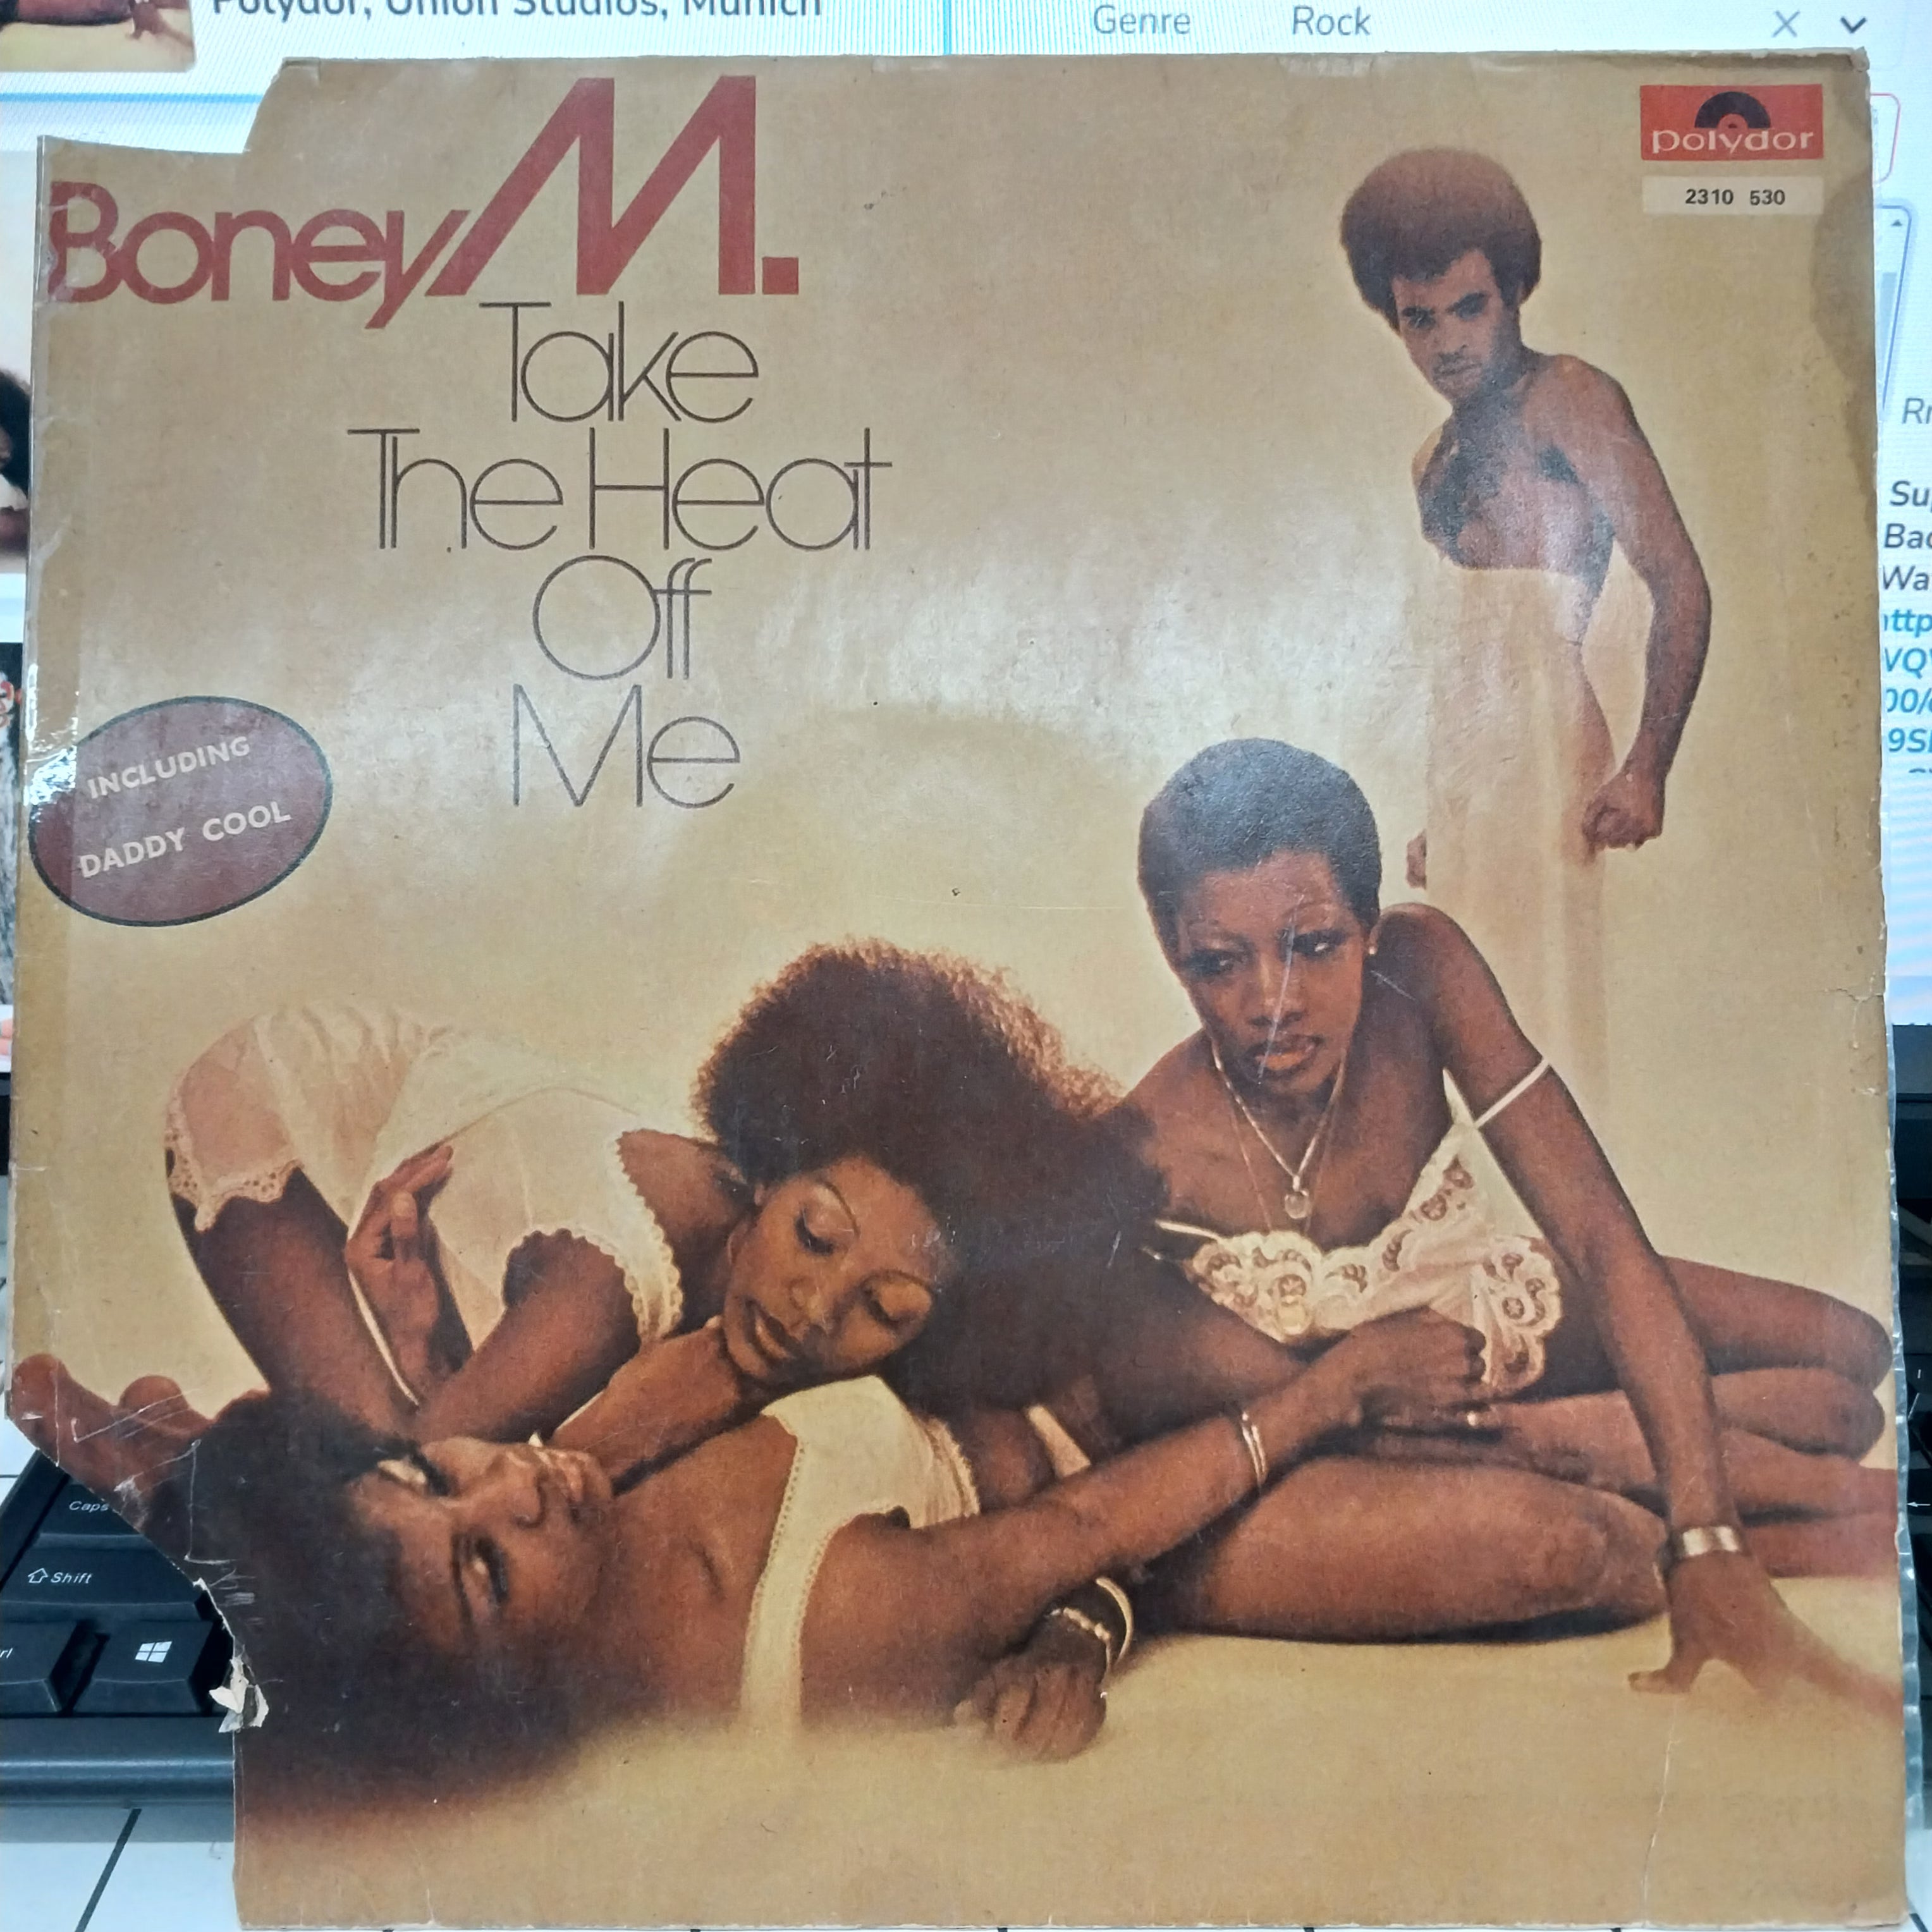 Polydor, Union Studios, Munich
Genre Rock
polydor
2310 530
Boney M.
Take
The Heat
Off
Me
INCLUDING
DADDY COOL
Caps
Shift